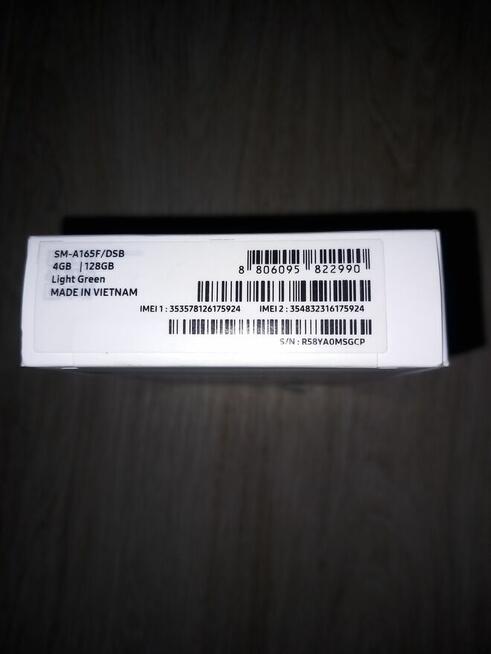 SM-A165F/DSB
4GB | 128GB
Light Green
MADE IN VIETNAM
8 806095 822990
IMEI 1 : 353578126175924 IMEI 2 : 354832316175924
S/N : R58YA0MSGCP